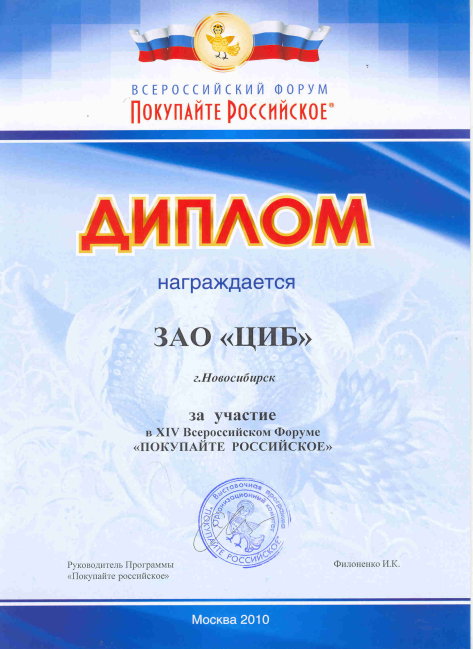 ВСЕРОССИЙСКИЙ ФОРУМ
ПОКУПАЙТЕ РОССИЙСКОЕ®
ДИПЛОМ
награждается
ЗАО «ЦИБ»
г.Новосибирск
за участие
в XIV Всероссийском Форуме
«ПОКУПАЙТЕ РОССИЙСКОЕ»
Выставочная программа
Организационный комитет
"ПОКУПАЙТЕ РОССИЙСКОЕ"
Руководитель Программы
«Покупайте российское»
Филоненко И.К.
Москва 2010